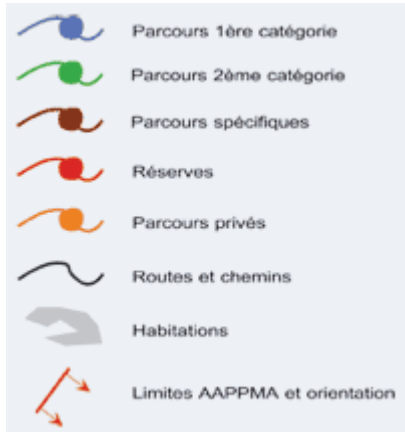 Parcours 1ère catégorie
Parcours 2ème catégorie
Parcours spécifiques
Réserves
Parcours privés
Routes et chemins
Habitations
Limites AAPPMA et orientation